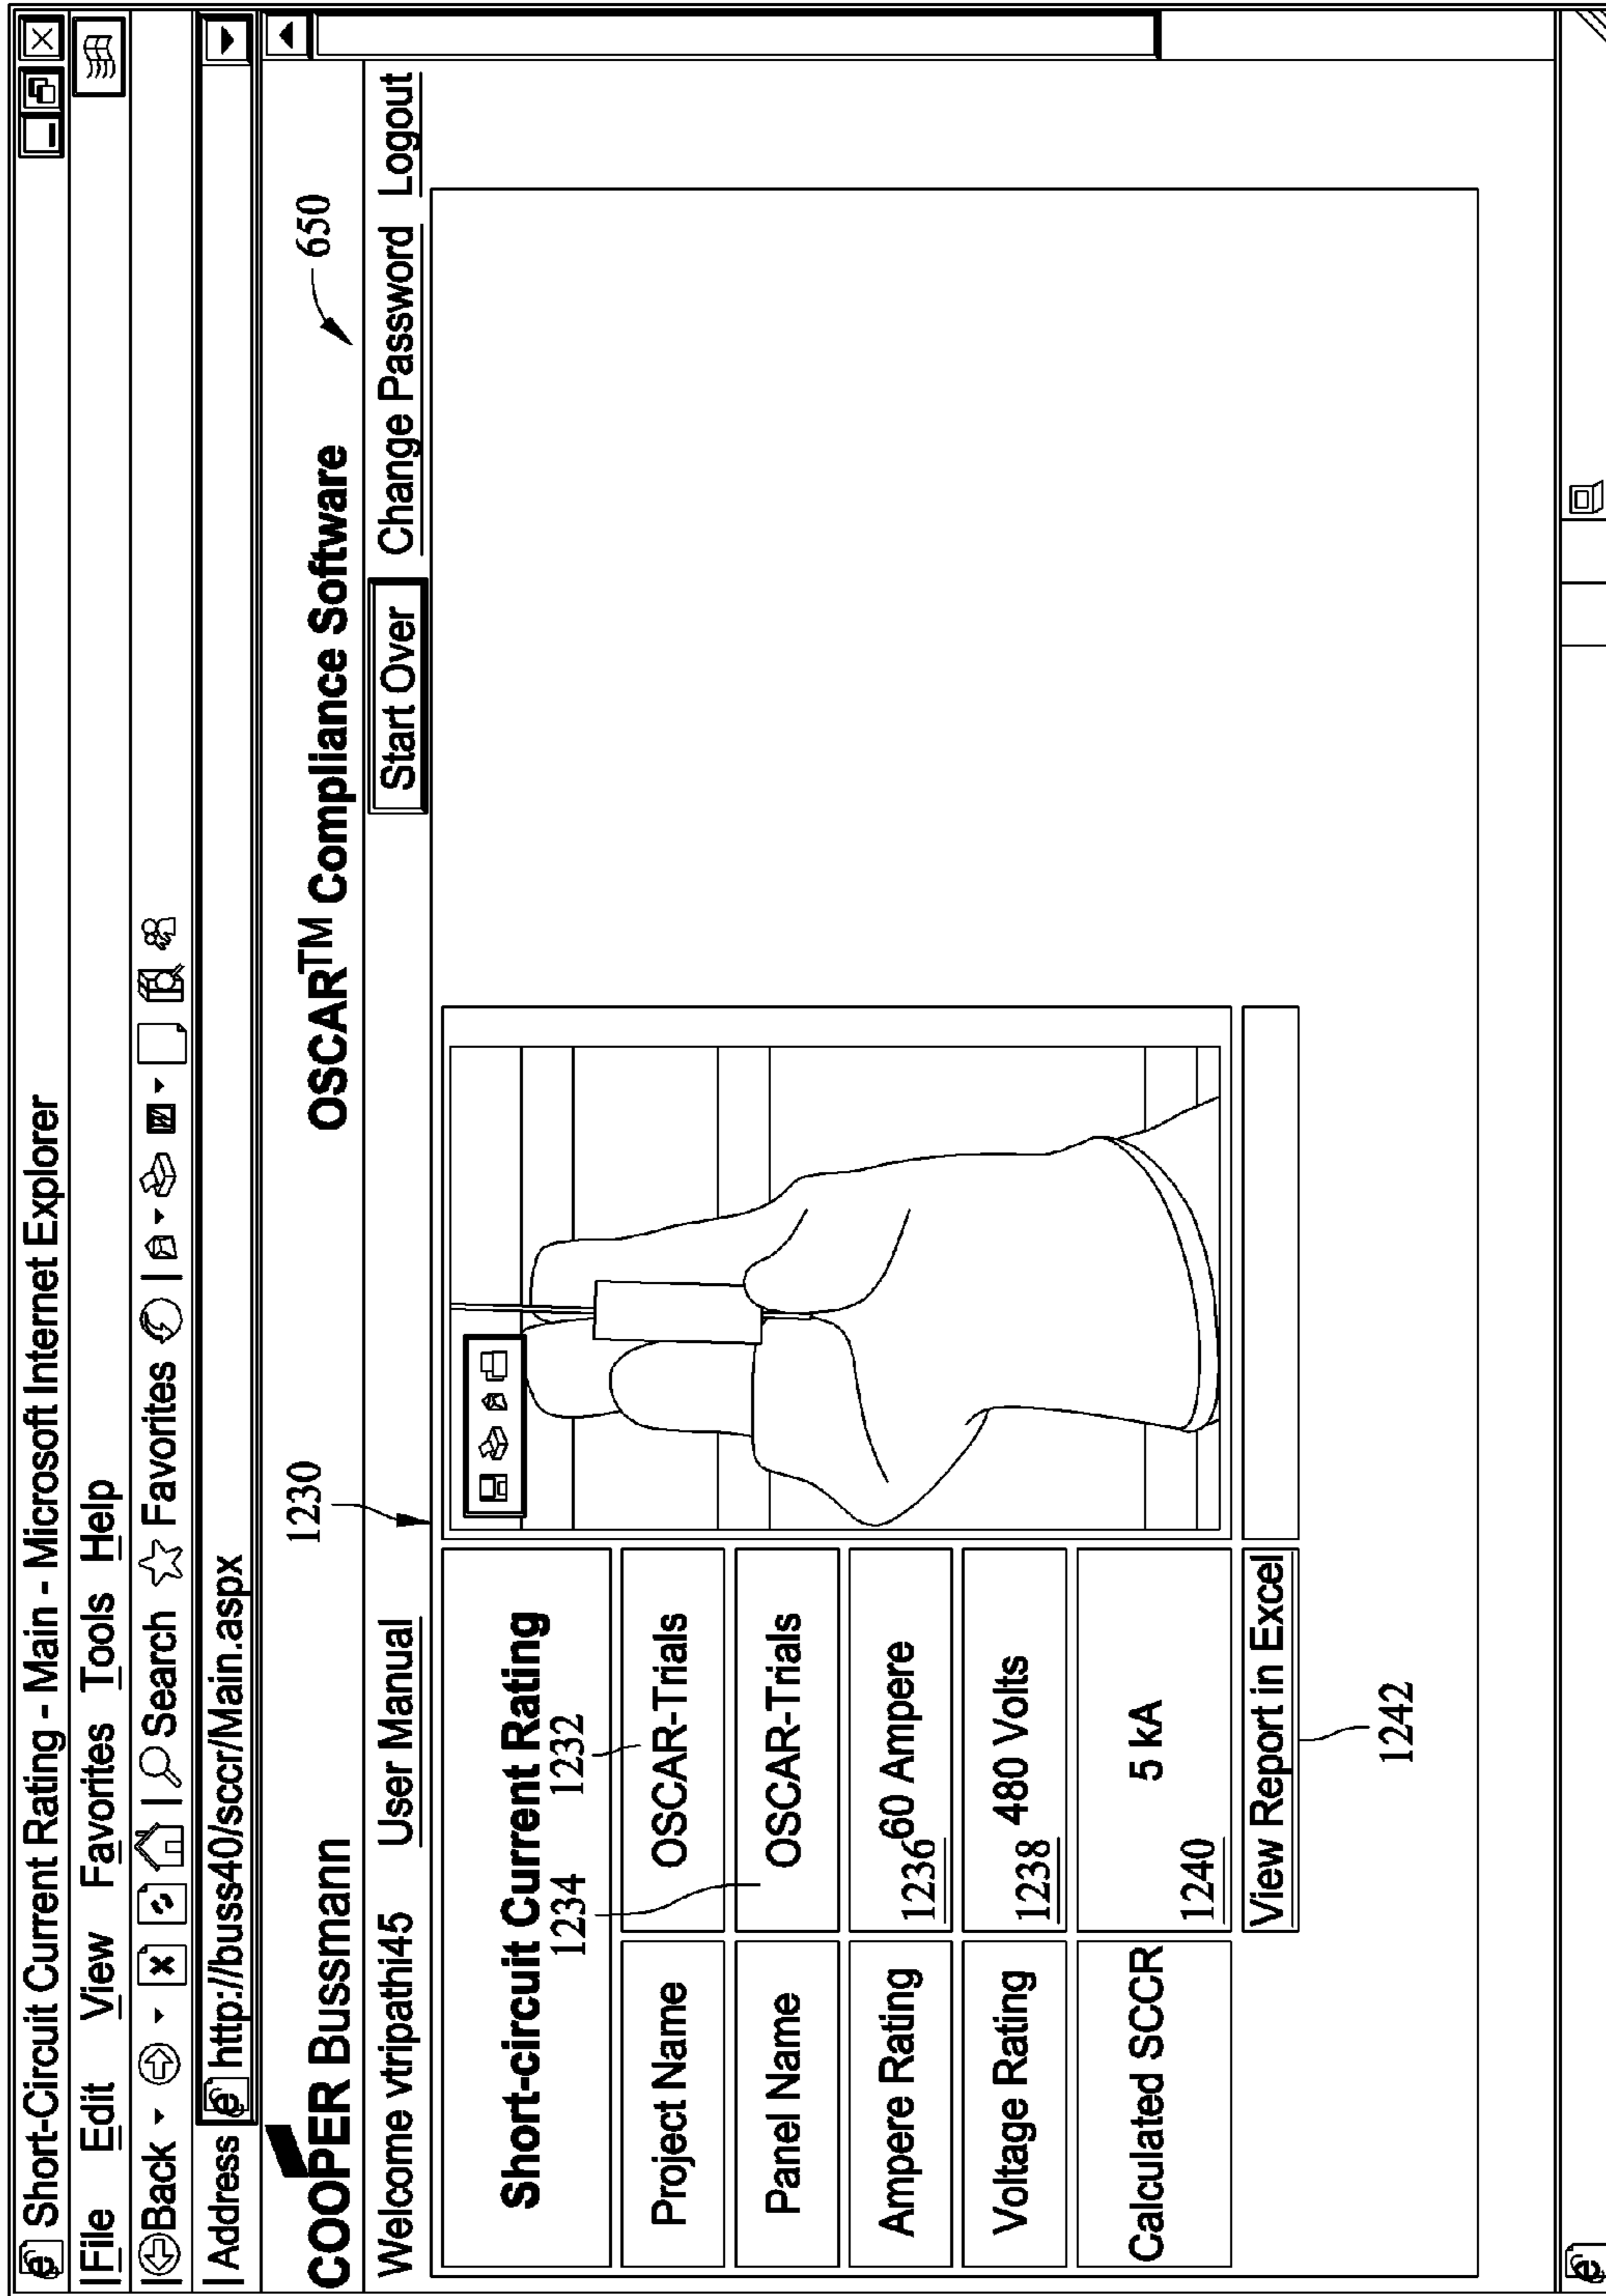 Short-Circuit Current Rating - Main - Microsoft Internet Explorer
File Edit View Favorites Tools Help
Back Search Favorites
Address http://buss40/sccr/Main.aspx
COOPER Bussmann
OSCAR™ Compliance Software
650
Welcome vtripathi45 User Manual Start Over Change Password Logout
1230
Short-circuit Current Rating
1234 1232
Project Name OSCAR-Trials
Panel Name OSCAR-Trials
Ampere Rating 1236 60 Ampere
Voltage Rating 1238 480 Volts
Calculated SCCR 1240 5 kA
View Report in Excel
1242